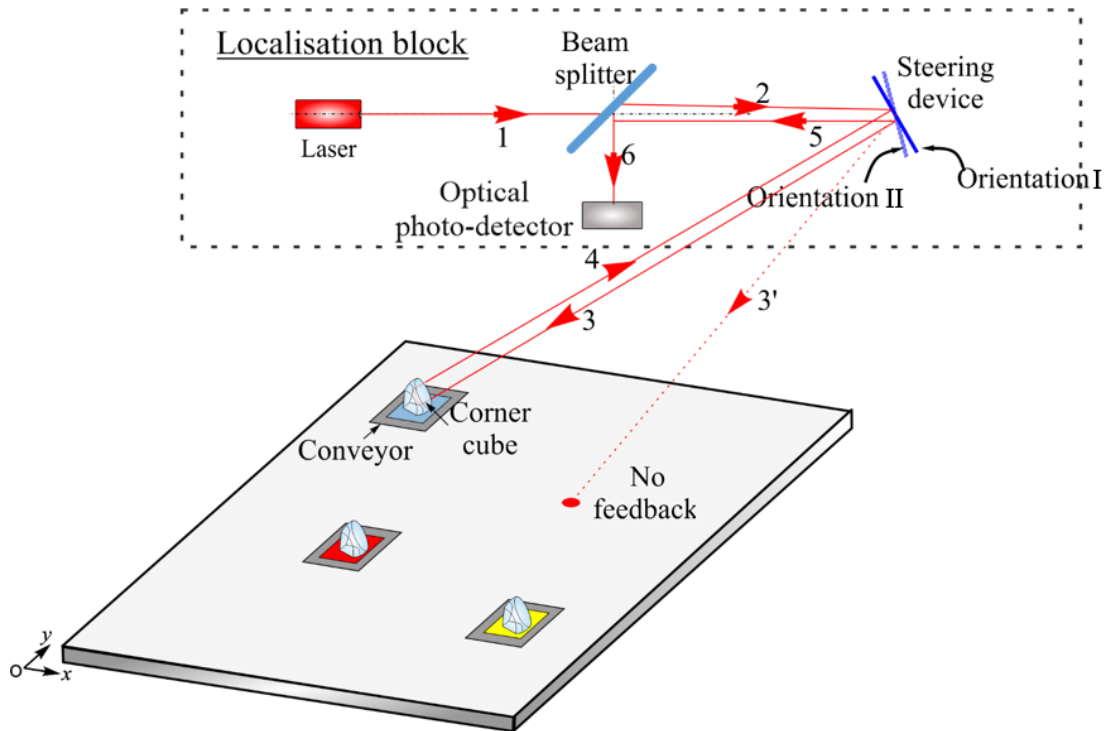 Localisation block
Beam
splitter
Steering
device
Laser
1
2
5
6
Optical
photo-detector
Orientation I
Orientation II
4
3
3'
Corner
cube
Conveyor
No
feedback
y
O
x